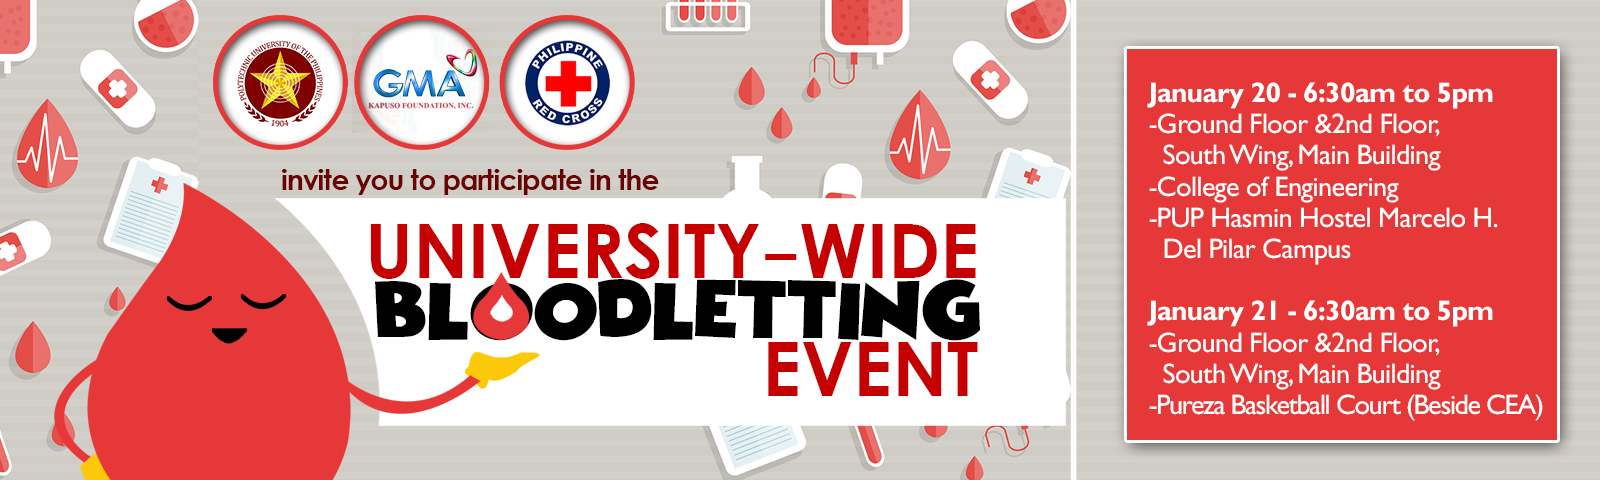 POLYTECHNIC UNIVERSITY OF THE PHILIPPINES
1904
GMA
KAPUSO FOUNDATION, INC.
PHILIPPINE
RED CROSS
invite you to participate in the
UNIVERSITY–WIDE
BLOODLETTING
EVENT
January 20 - 6:30am to 5pm
-Ground Floor &2nd Floor,
South Wing, Main Building
-College of Engineering
-PUP Hasmin Hostel Marcelo H.
Del Pilar Campus
January 21 - 6:30am to 5pm
-Ground Floor &2nd Floor,
South Wing, Main Building
-Pureza Basketball Court (Beside CEA)